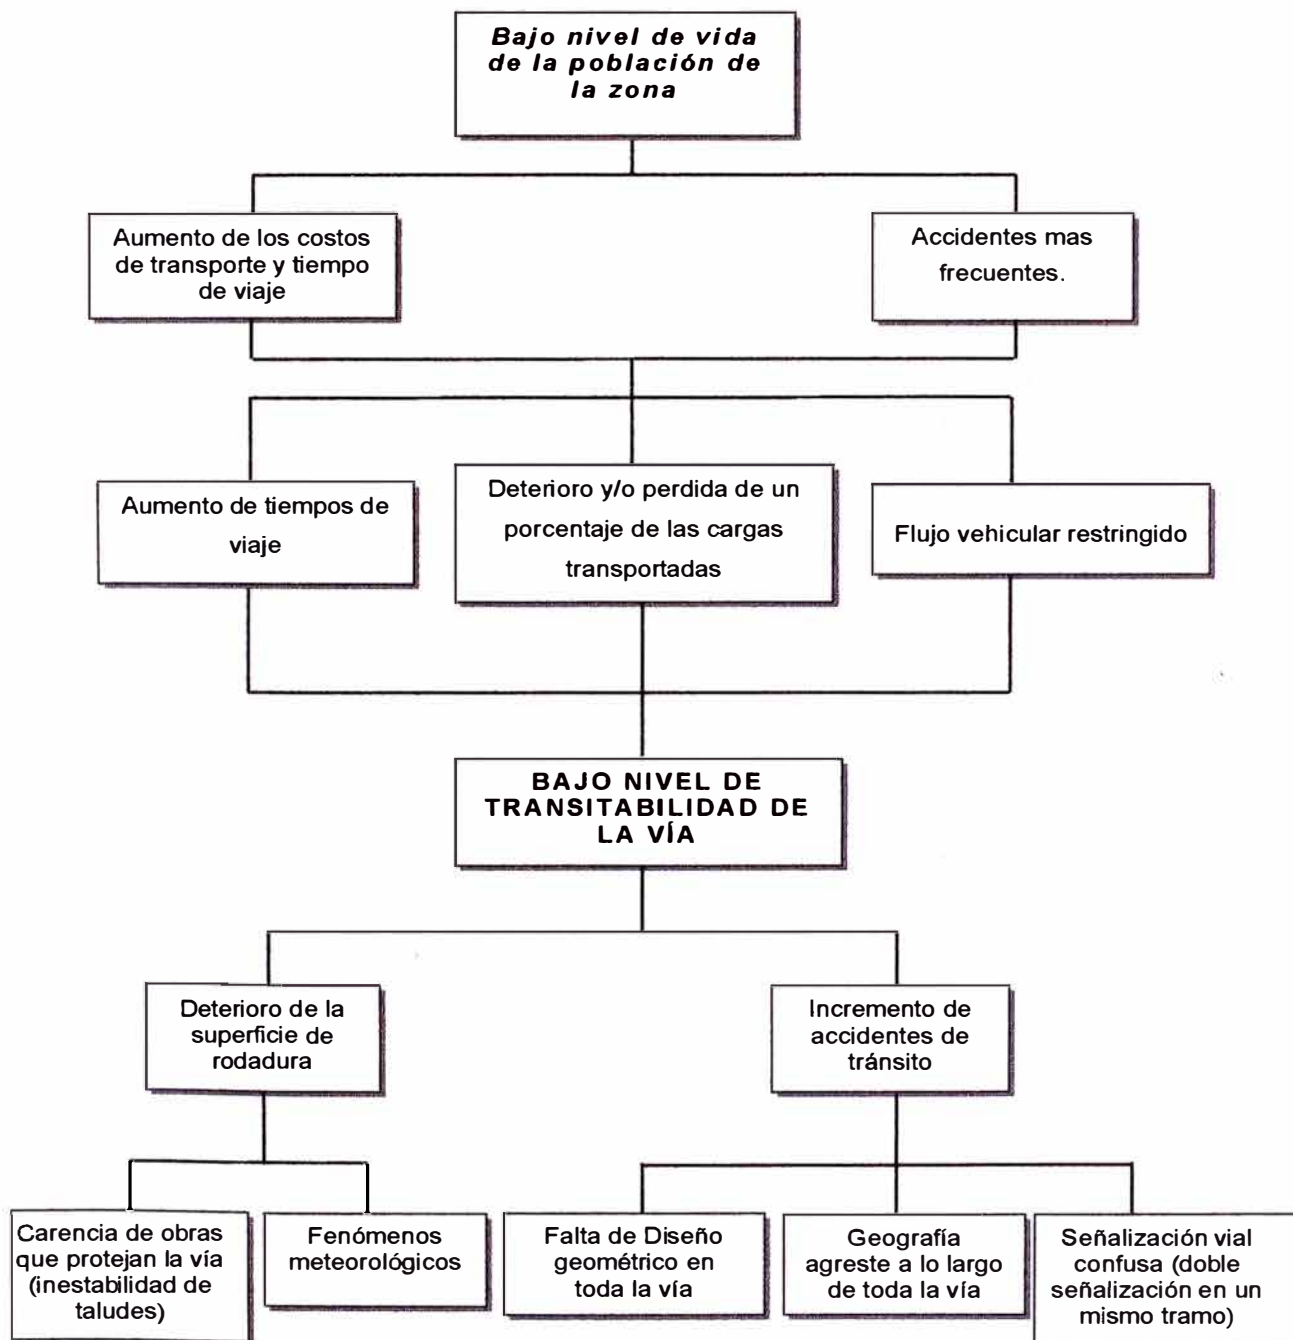 Bajo nivel de vida
de la población de
la zona
Aumento de los costos
de transporte y tiempo
de viaje
Accidentes mas
frecuentes.
Aumento de tiempos de
viaje
Deterioro y/o perdida de un
porcentaje de las cargas
transportadas
Flujo vehicular restringido
BAJO NIVEL DE
TRANSITABILIDAD DE
LA VÍA
Deterioro de la
superficie de
rodadura
Incremento de
accidentes de
tránsito
Carencia de obras
que protejan la vía
(inestabilidad de
taludes)
Fenómenos
meteorológicos
Falta de Diseño
geométrico en
toda la vía
Geografía
agreste a lo largo
de toda la vía
Señalización vial
confusa (doble
señalización en un
mismo tramo)